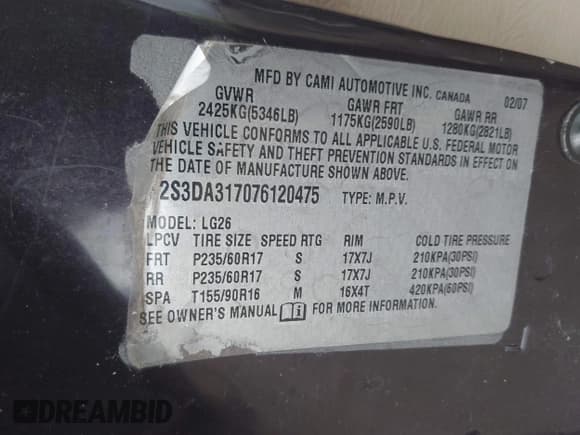 MFD BY CAMI AUTOMOTIVE INC. CANADA 02/07
GVWR GAWR FRT GAWR RR
2425KG(5346LB) 1175KG(2590LB) 1280KG(2821LB)
THIS VEHICLE CONFORMS TO ALL APPLICABLE U.S. FEDERAL MOTOR
VEHICLE SAFETY AND THEFT PREVENTION STANDARDS IN EFFECT ON
THE DATE OF MANUFACTURE SHOWN ABOVE.
2S3DA317076120475 TYPE: M.P.V.
MODEL: LG26
LPCV TIRE SIZE SPEED RTG RIM COLD TIRE PRESSURE
FRT P235/60R17 S 17X7J 210KPA(30PSI)
RR P235/60R17 S 17X7J 210KPA(30PSI)
SPA T155/90R16 M 16X4T 420KPA(60PSI)
SEE OWNER'S MANUAL FOR MORE INFORMATION.
DREAMBID